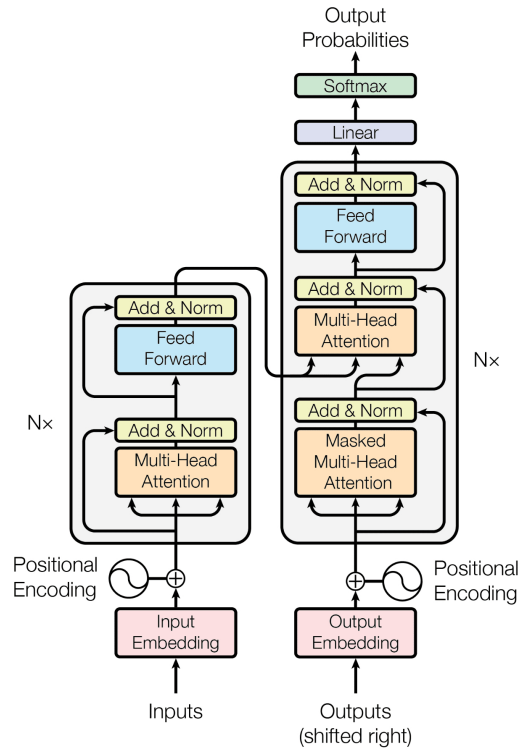 Output
Probabilities
Softmax
Linear
Add & Norm
Feed
Forward
Add & Norm
Multi-Head
Attention
Add & Norm
Masked
Multi-Head
Attention
N×
Add & Norm
Feed
Forward
Add & Norm
Multi-Head
Attention
N×
Positional
Encoding
Positional
Encoding
Input
Embedding
Output
Embedding
Inputs
Outputs
(shifted right)